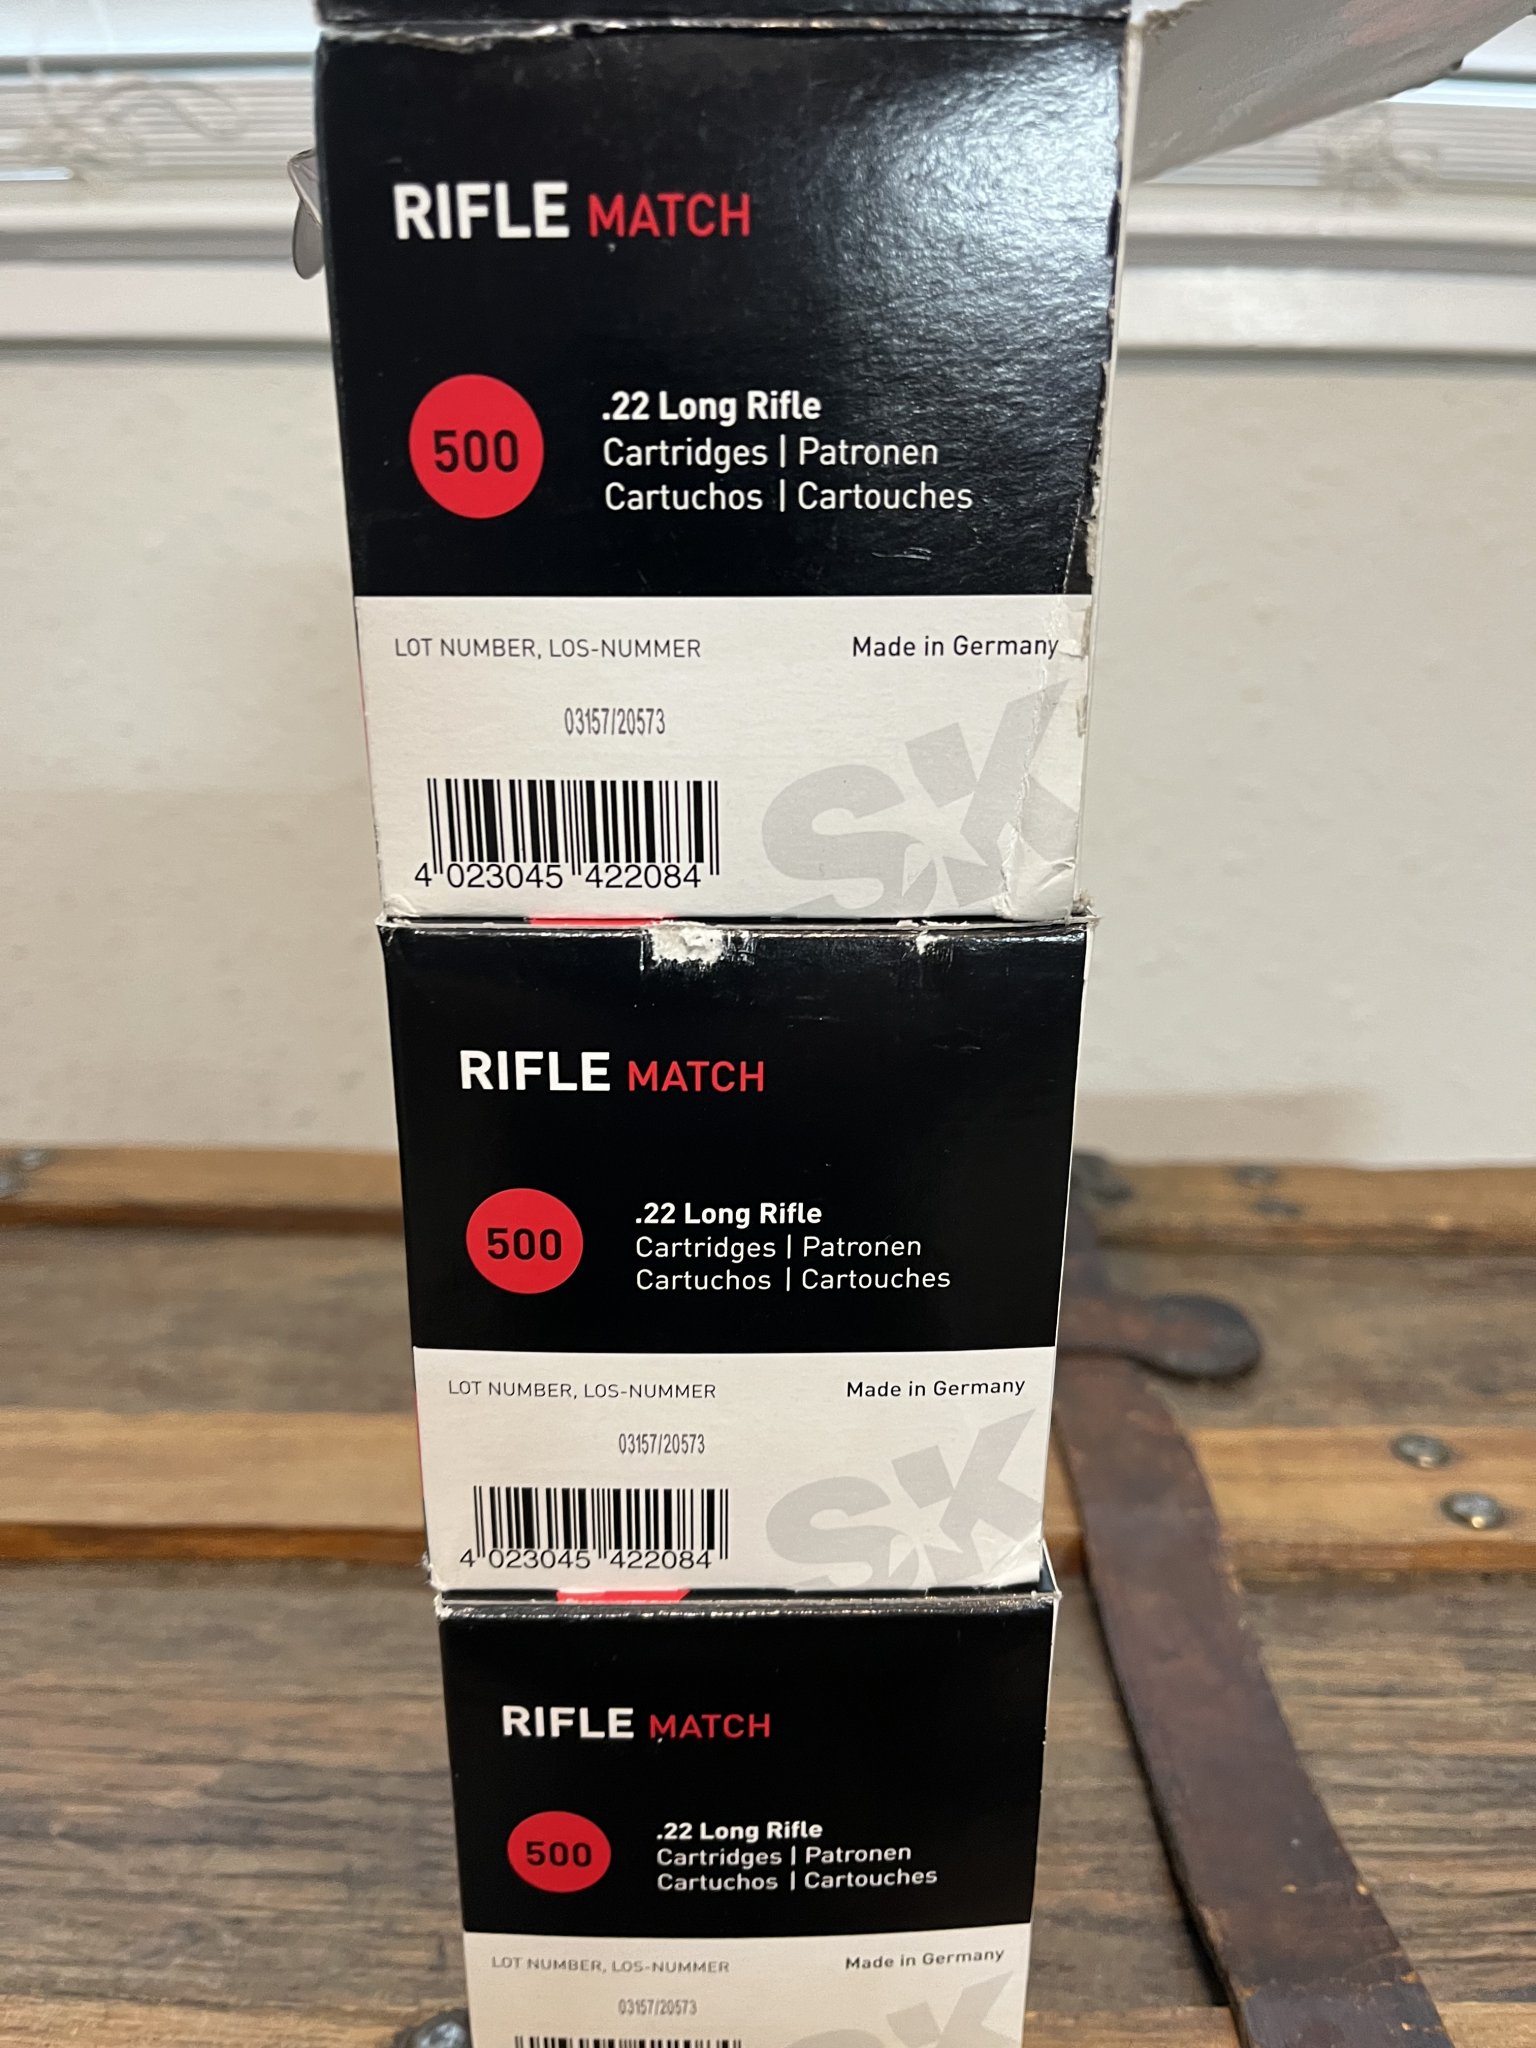 RIFLE MATCH
500
.22 Long Rifle
Cartridges | Patronen
Cartuchos | Cartouches
LOT NUMBER, LOS-NUMMER
Made in Germany
03157/20573
SK
4 023045 422084
RIFLE MATCH
500
.22 Long Rifle
Cartridges | Patronen
Cartuchos | Cartouches
LOT NUMBER, LOS-NUMMER
Made in Germany
03157/20573
SK
4 023045 422084
RIFLE MATCH
500
.22 Long Rifle
Cartridges | Patronen
Cartuchos | Cartouches
LOT NUMBER, LOS-NUMMER
Made in Germany
03157/20573
SK